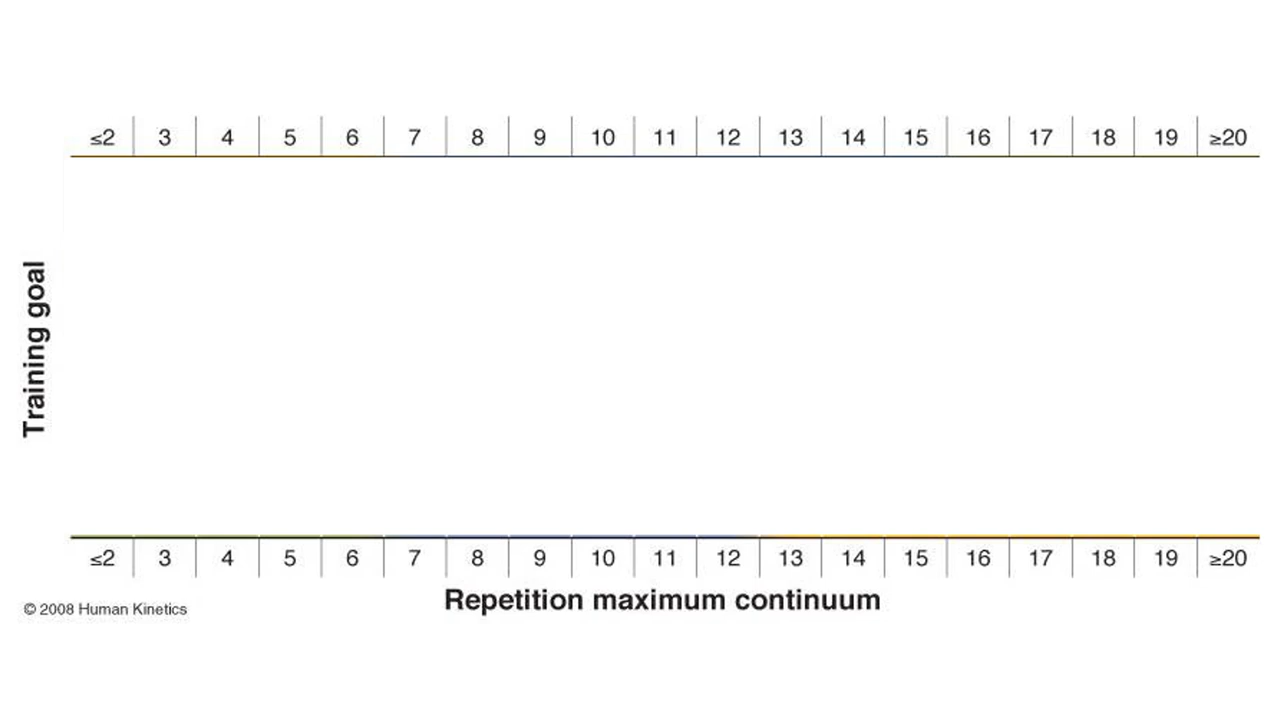 ≤2 3 4 5 6 7 8 9 10 11 12 13 14 15 16 17 18 19 ≥20
Training goal
≤2 3 4 5 6 7 8 9 10 11 12 13 14 15 16 17 18 19 ≥20
Repetition maximum continuum
© 2008 Human Kinetics